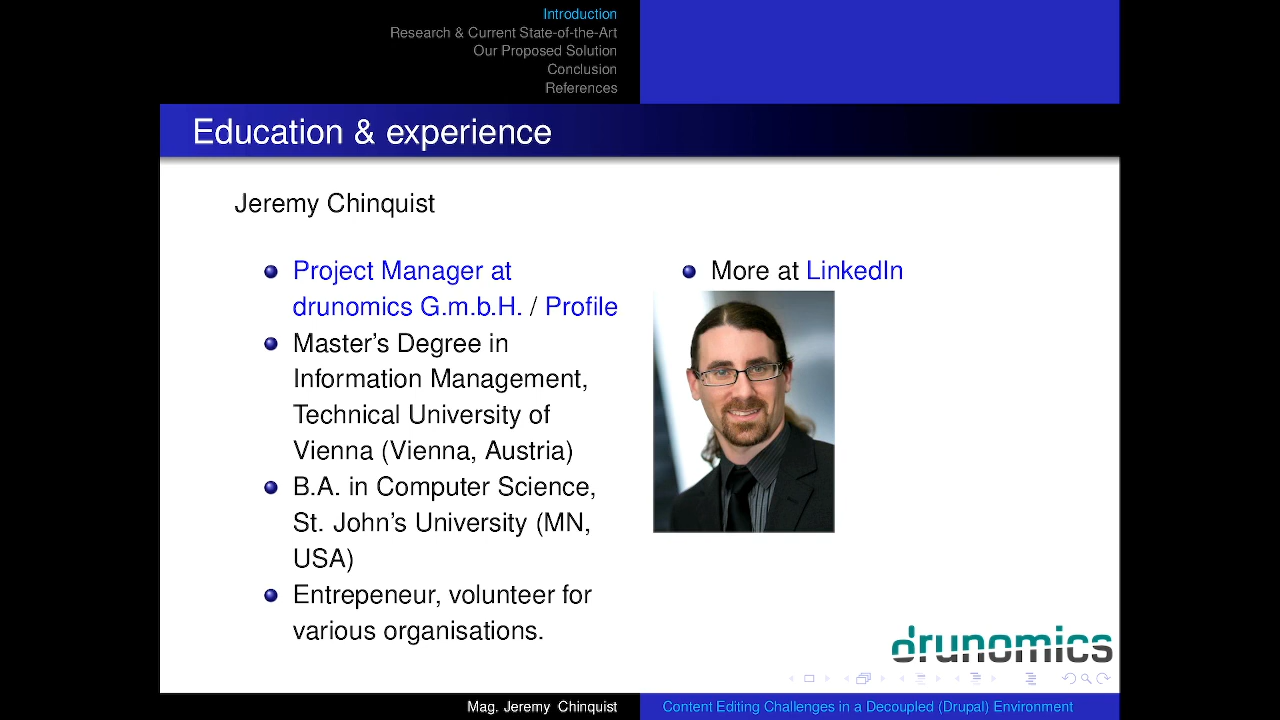 Introduction
Research & Current State-of-the-Art
Our Proposed Solution
Conclusion
References
Education & experience
Jeremy Chinquist
Project Manager at
drunomics G.m.b.H. / Profile
Master's Degree in
Information Management,
Technical University of
Vienna (Vienna, Austria)
B.A. in Computer Science,
St. John's University (MN,
USA)
Entrepeneur, volunteer for
various organisations.
More at LinkedIn
drunomics
Mag. Jeremy Chinquist
Content Editing Challenges in a Decoupled (Drupal) Environment